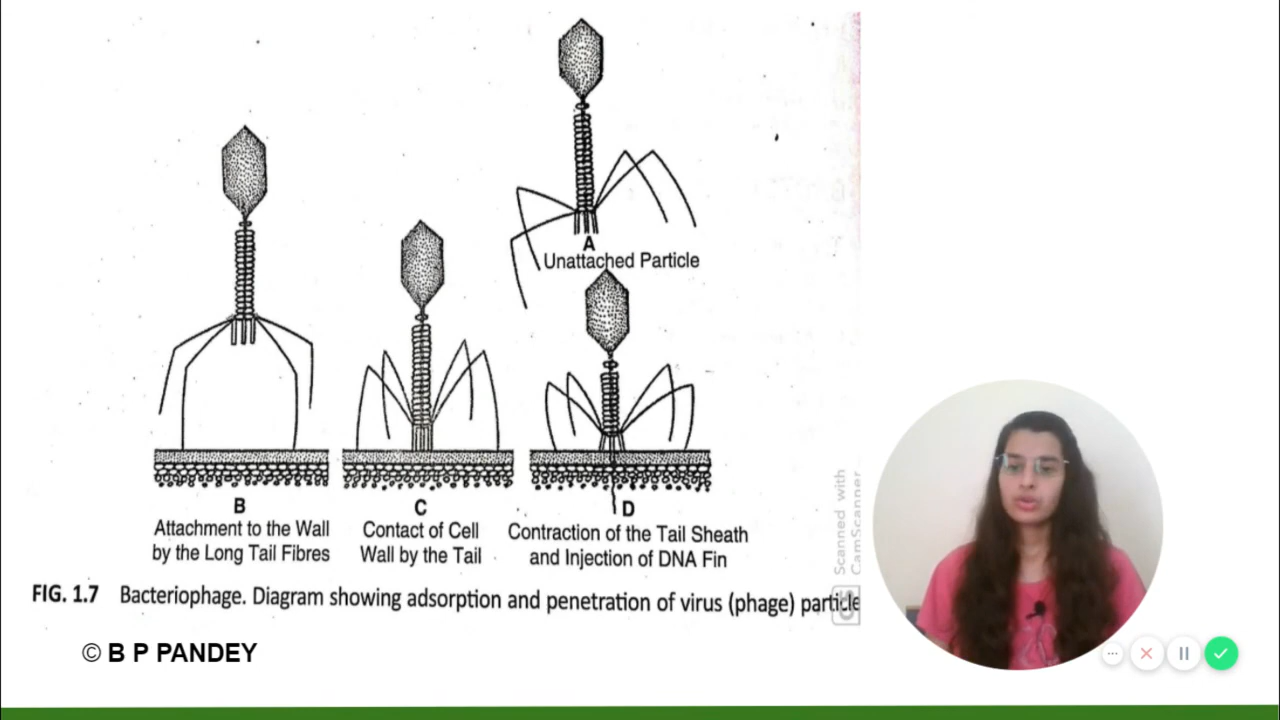 A
Unattached Particle
B
Attachment to the Wall
by the Long Tail Fibres
C
Contact of Cell
Wall by the Tail
D
Contraction of the Tail Sheath
and Injection of DNA Fin
FIG. 1.7 Bacteriophage. Diagram showing adsorption and penetration of virus (phage) particle
© B P PANDEY
CS
Scanned with
CamScanner